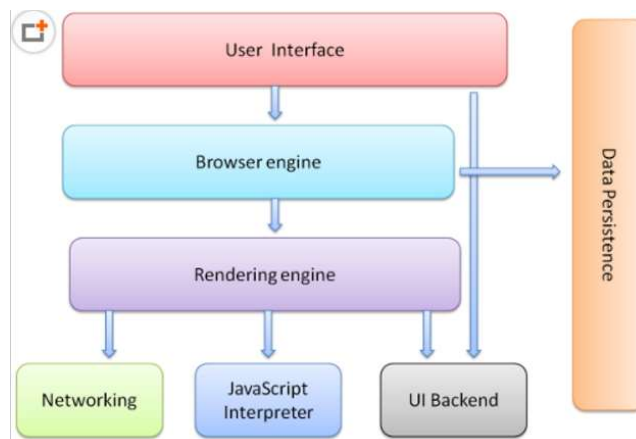 User Interface
Browser engine
Data Persistence
Rendering engine
Networking
JavaScript
Interpreter
UI Backend